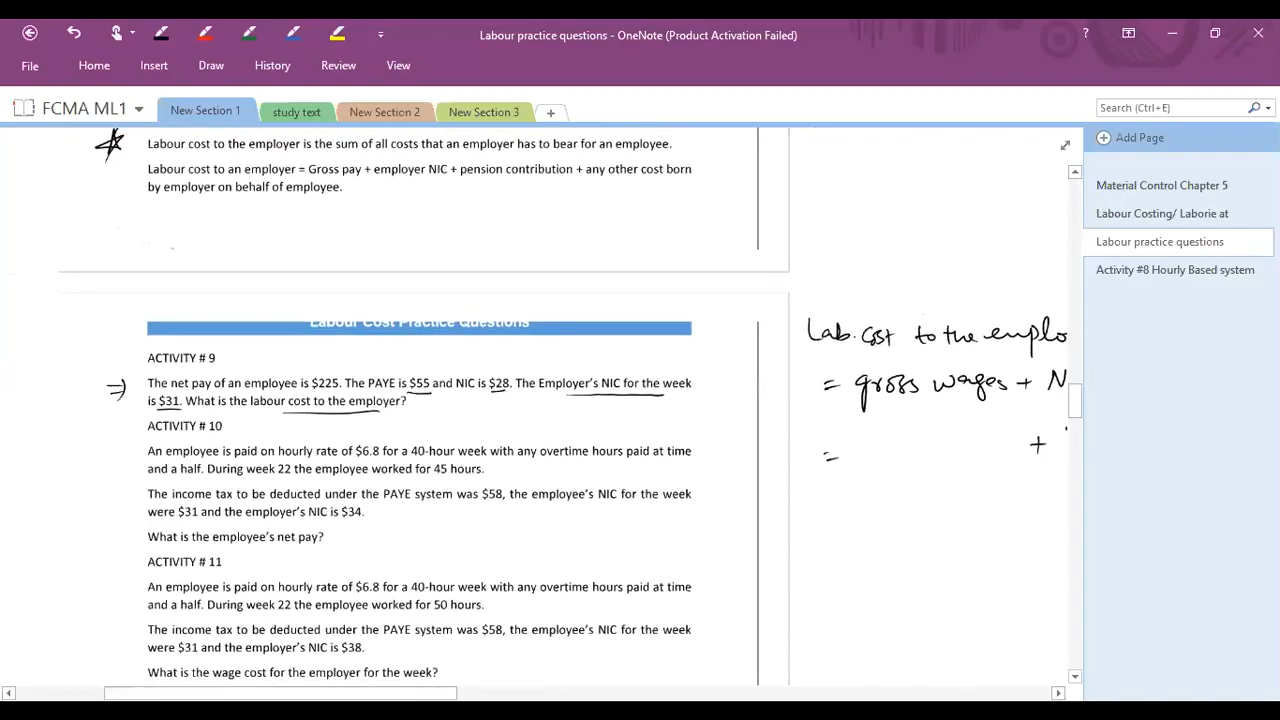 Labour practice questions - OneNote (Product Activation Failed)
?
File Home Insert Draw History Review View
FCMA ML1 New Section 1 study text New Section 2 New Section 3 Search (Ctrl+E)
Add Page
Material Control Chapter 5
Labour Costing/ Laborie at
Labour practice questions
Activity #8 Hourly Based system
Labour cost to the employer is the sum of all costs that an employer has to bear for an employee.
Labour cost to an employer = Gross pay + employer NIC + pension contribution + any other cost born
by employer on behalf of employee.
Labour Cost Practice Questions
ACTIVITY # 9
The net pay of an employee is $225. The PAYE is $55 and NIC is $28. The Employer's NIC for the week
is $31. What is the labour cost to the employer?
ACTIVITY # 10
An employee is paid on hourly rate of $6.8 for a 40-hour week with any overtime hours paid at time
and a half. During week 22 the employee worked for 45 hours.
The income tax to be deducted under the PAYE system was $58, the employee's NIC for the week
were $31 and the employer's NIC is $34.
What is the employee's net pay?
ACTIVITY # 11
An employee is paid on hourly rate of $6.8 for a 40-hour week with any overtime hours paid at time
and a half. During week 22 the employee worked for 50 hours.
The income tax to be deducted under the PAYE system was $58, the employee's NIC for the week
were $31 and the employer's NIC is $38.
What is the wage cost for the employer for the week?
Lab. cost to the emplo
= gross wages + N
= +